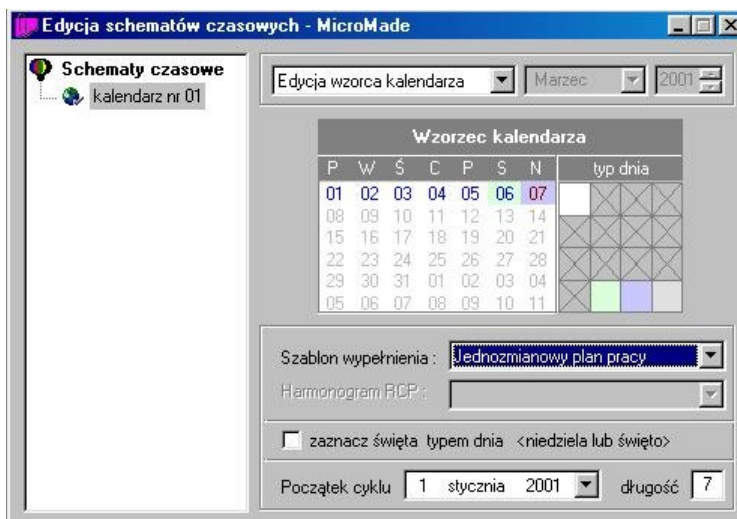 Edycja schematów czasowych - MicroMade
Schematy czasowe
kalendarz nr 01
Edycja wzorca kalendarza Marzec 2001
Wzorzec kalendarza
P W Ś C P S N typ dnia
01 02 03 04 05 06 07
08 09 10 11 12 13 14
15 16 17 18 19 20 21
22 23 24 25 26 27 28
29 30 31 01 02 03 04
05 06 07 08 09 10 11
Szablon wypełnienia : Jednozmianowy plan pracy
Harmonogram RCP :
zaznacz święta typem dnia <niedziela lub święto>
Początek cyklu 1 stycznia 2001 długość 7